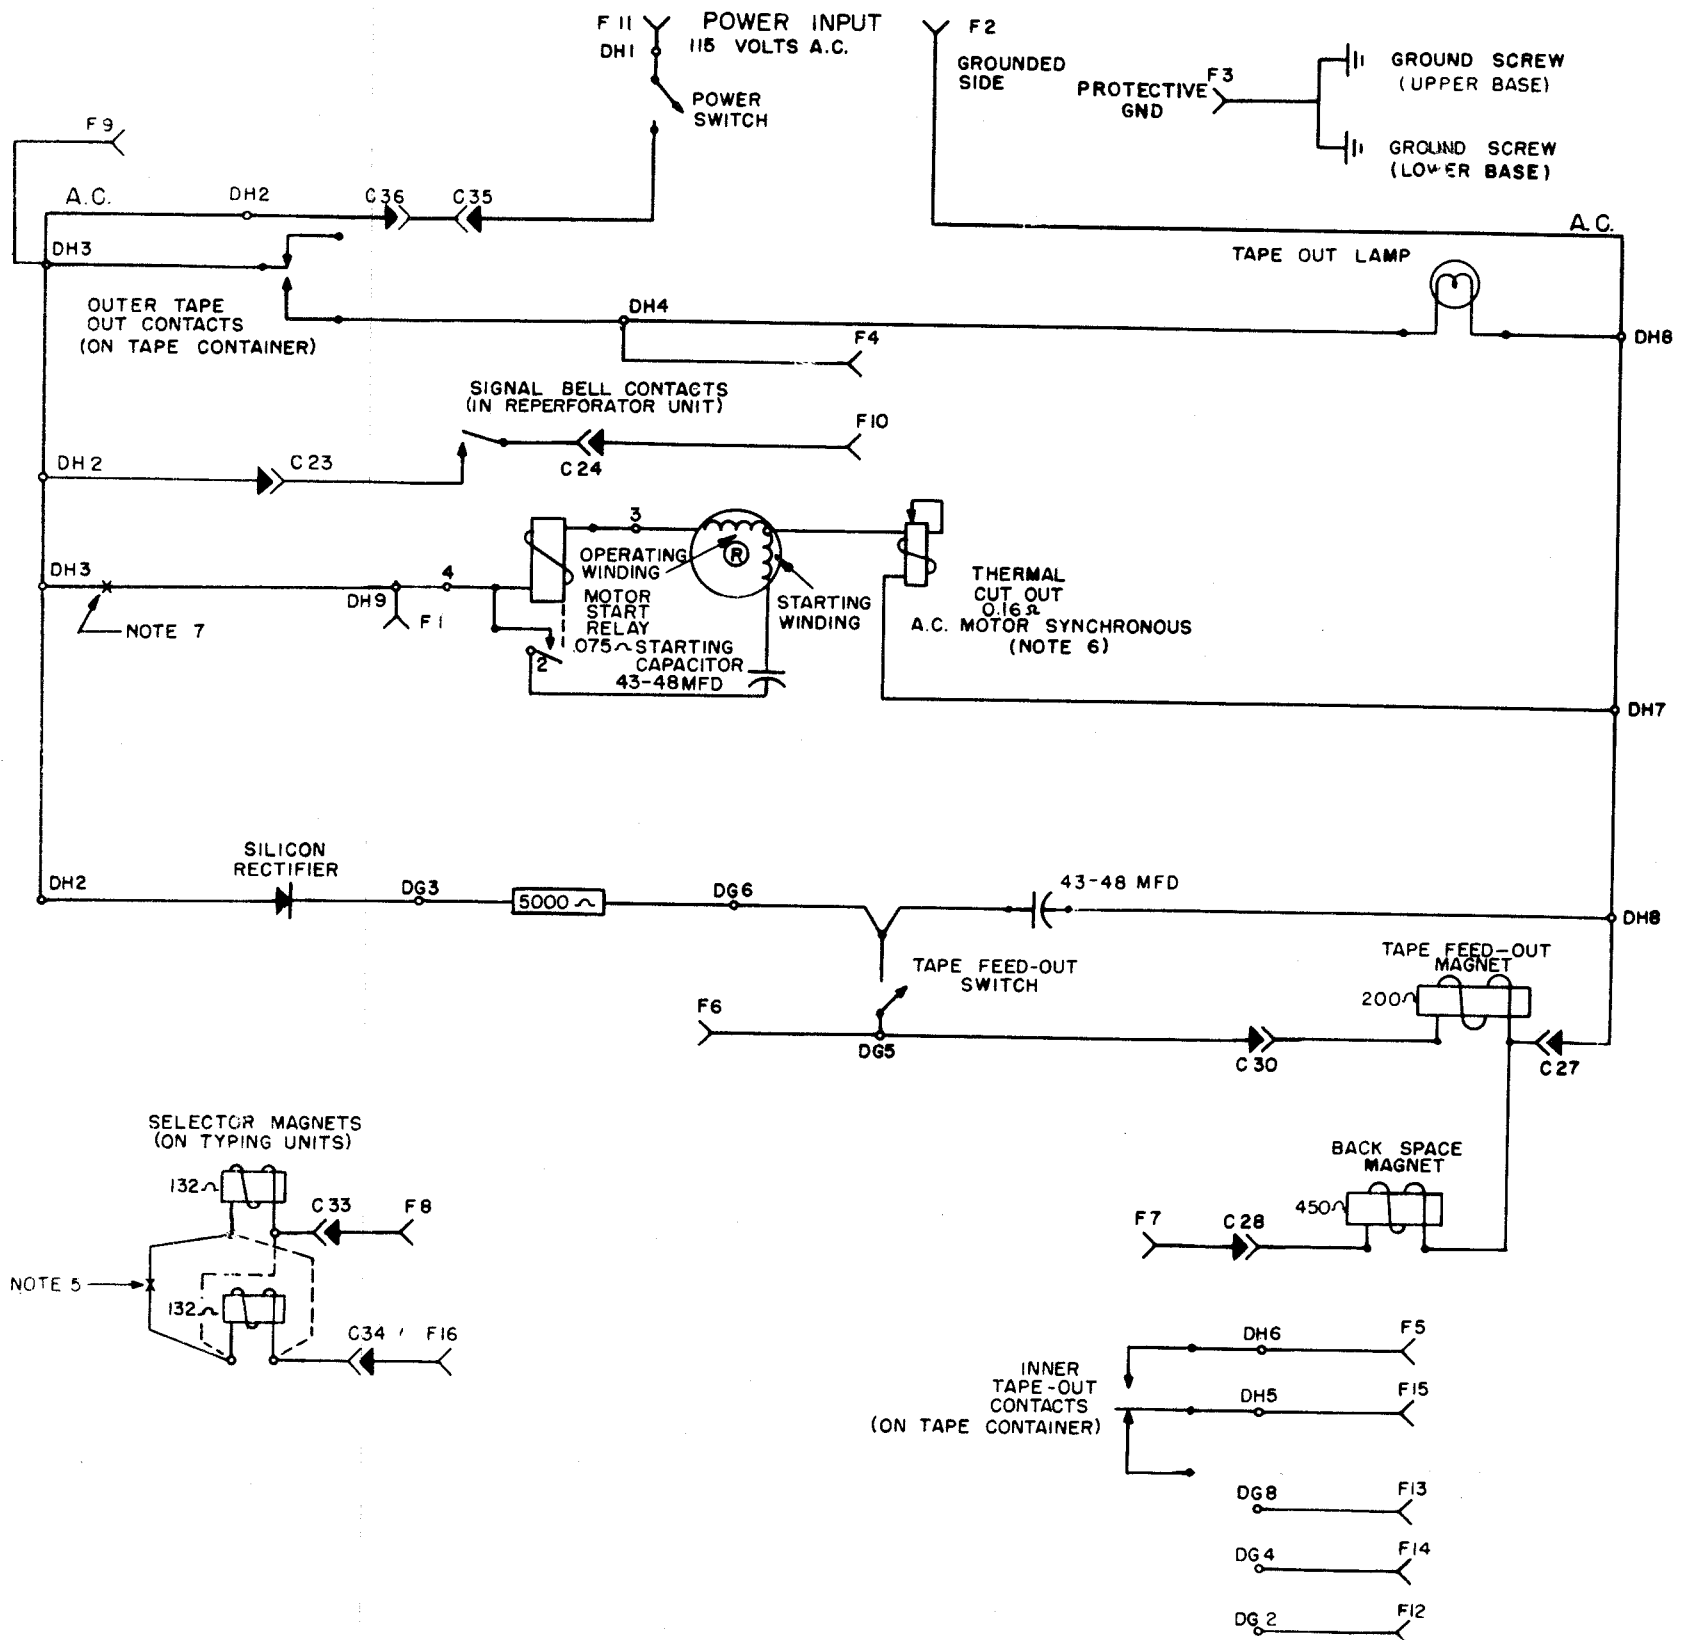 F 11
POWER INPUT
F2
DH1
115 VOLTS A.C.
GROUNDED
SIDE
PROTECTIVE
GND
F3
GROUND SCREW
(UPPER BASE)
POWER
SWITCH
F9
GROUND SCREW
(LOWER BASE)
A.C.
DH2
C36
C35
A.C.
DH3
TAPE OUT LAMP
OUTER TAPE
OUT CONTACTS
(ON TAPE CONTAINER)
DH4
F4
DH8
SIGNAL BELL CONTACTS
(IN REPERFORATOR UNIT)
F10
DH2
C23
C24
3
OPERATING
WINDING
R
DH3
4
DH9
F1
NOTE 7
MOTOR
START
RELAY
.075~
2
STARTING
CAPACITOR
43-48MFD
STARTING
WINDING
THERMAL
CUT OUT
0.16Ω
A.C. MOTOR SYNCHRONOUS
(NOTE 6)
DH7
SILICON
RECTIFIER
DH2
DG3
5000~
DG6
43-48 MFD
DH8
TAPE FEED-OUT
SWITCH
TAPE FEED-OUT
MAGNET
200~
F6
DG5
C30
C27
SELECTOR MAGNETS
(ON TYPING UNITS)
132~
C33
F8
NOTE 5
132~
C34
F16
BACK SPACE
MAGNET
450~
F7
C28
INNER
TAPE-OUT
CONTACTS
(ON TAPE CONTAINER)
DH6
F5
DH5
F15
DG8
F13
DG4
F14
DG2
F12